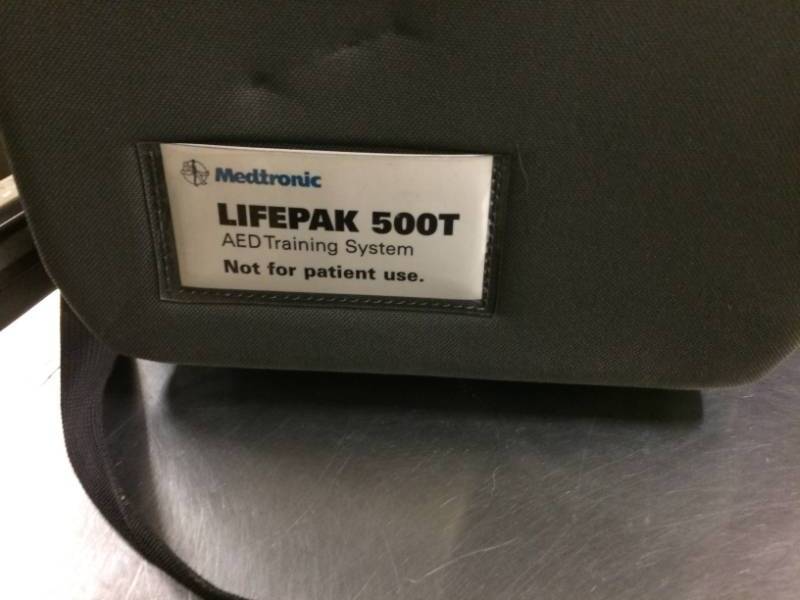 Medtronic
LIFEPAK 500T
AED Training System
Not for patient use.